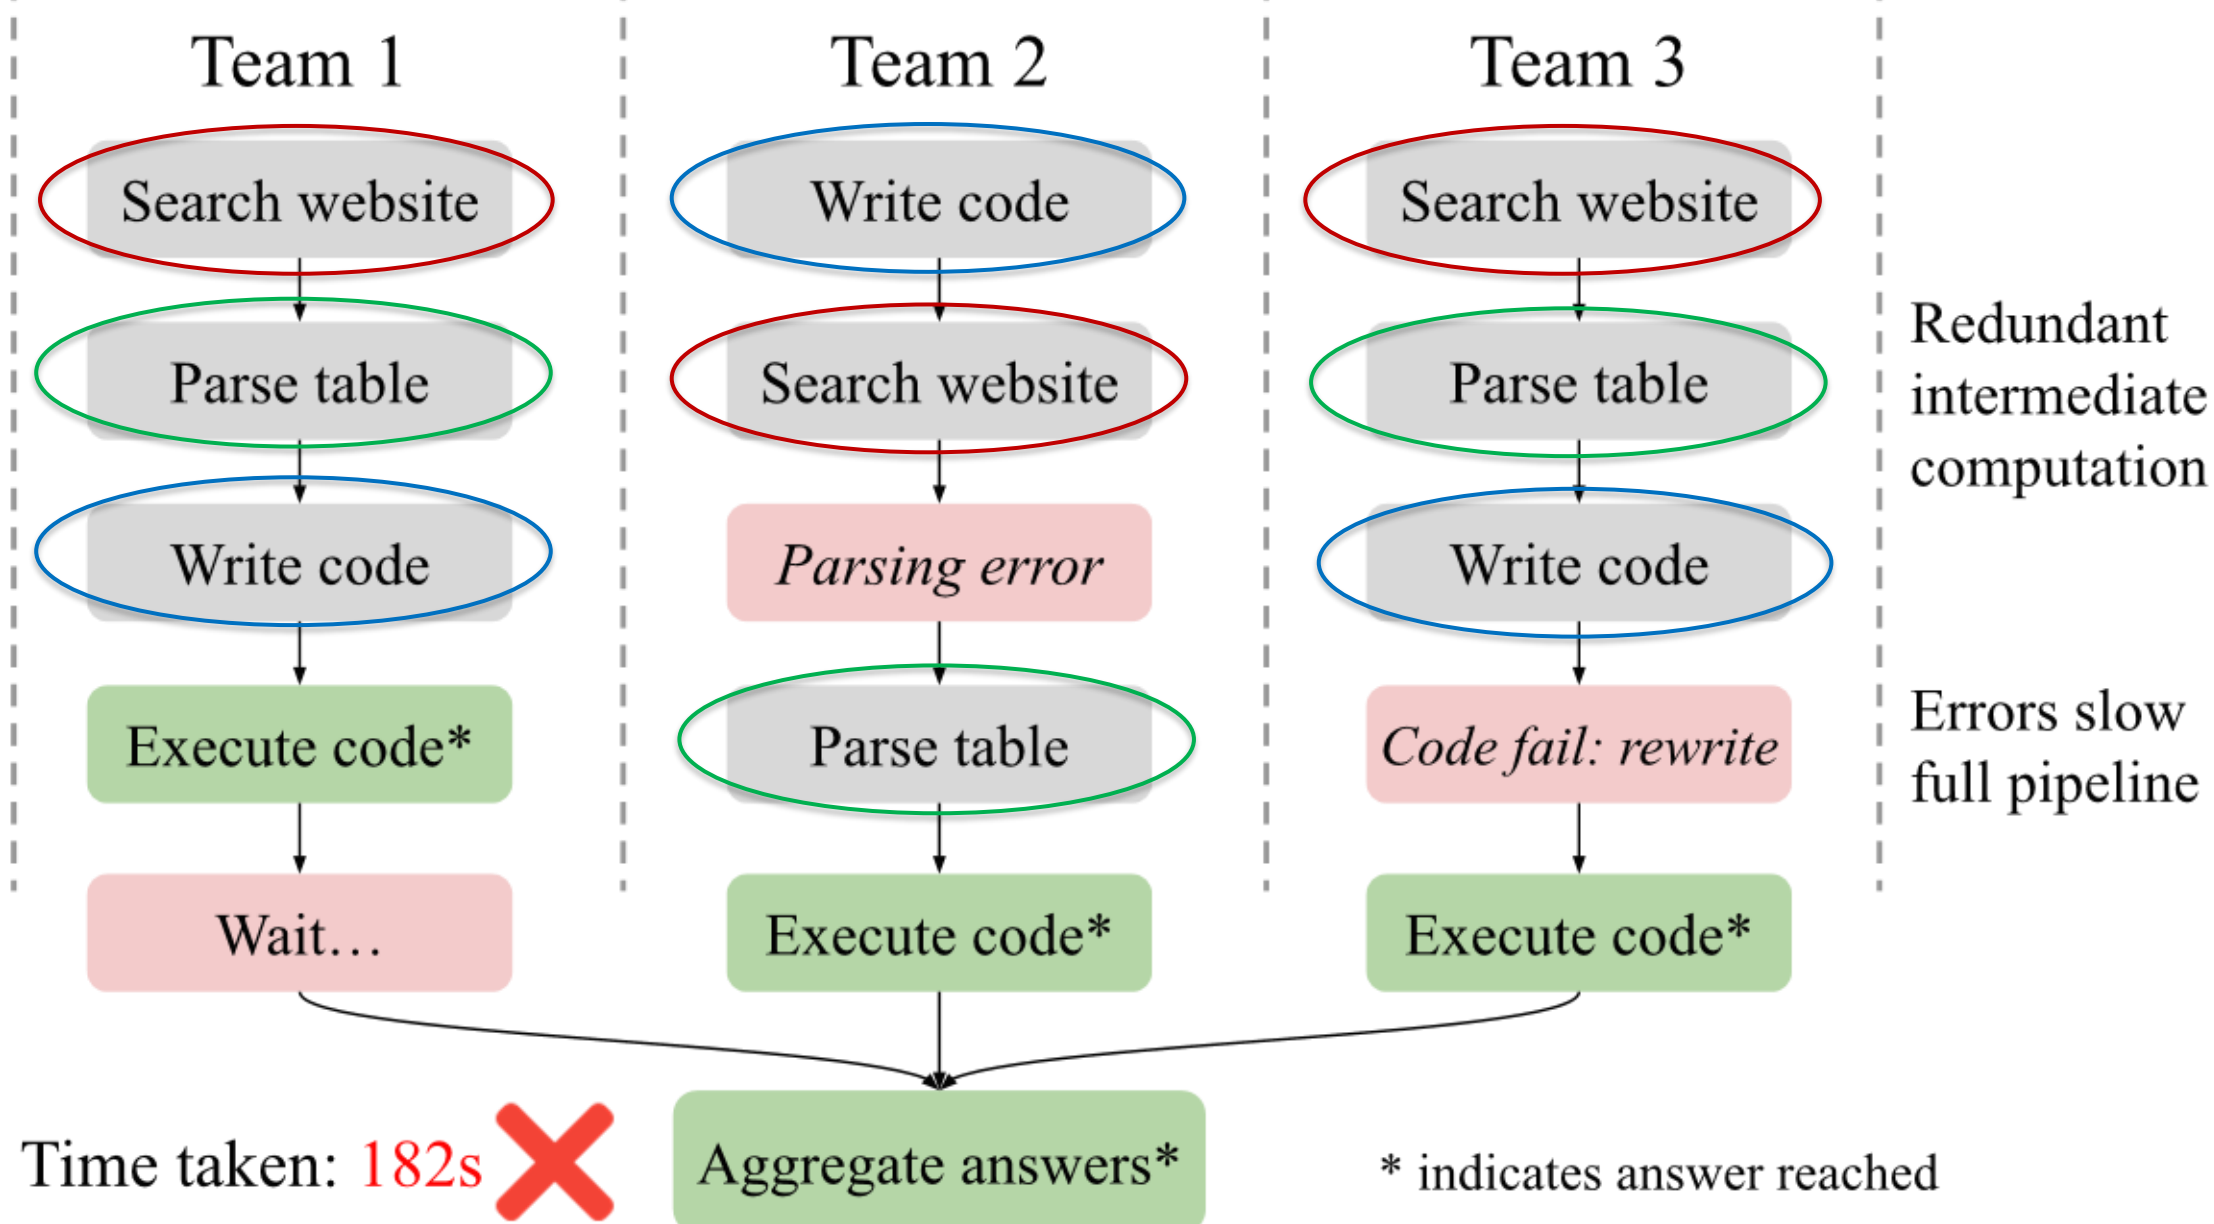 Team 1
Search website
Parse table
Write code
Execute code*
Wait…
Team 2
Write code
Search website
Parsing error
Parse table
Execute code*
Team 3
Search website
Parse table
Write code
Code fail: rewrite
Execute code*
Redundant
intermediate
computation
Errors slow
full pipeline
Time taken: 182s
Aggregate answers*
* indicates answer reached